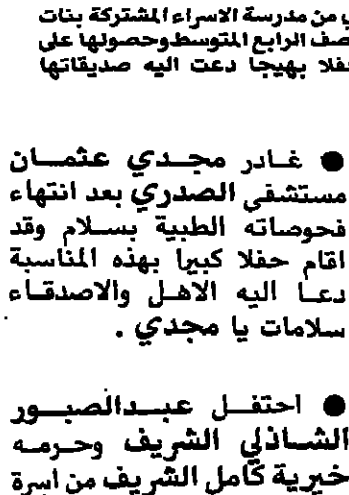 ي من مدرسة الاسراء المشتركة بنات
صف الرابع المتوسط وحصولها على
حفلا بهيجا دعت اليه صديقاتها
● غادر مجدي عثمان
مستشفي الصدري بعد انتهاء
فحوصاته الطبية بسلام وقد
اقام حفلا كبيرا بهذه المناسبة
دعا اليه الاهل والاصدقاء
سلامات يا مجدي .
● احتفل عبدالصبور
الشاذلي الشريف وحرمه
خيرية كامل الشريف من اسرة